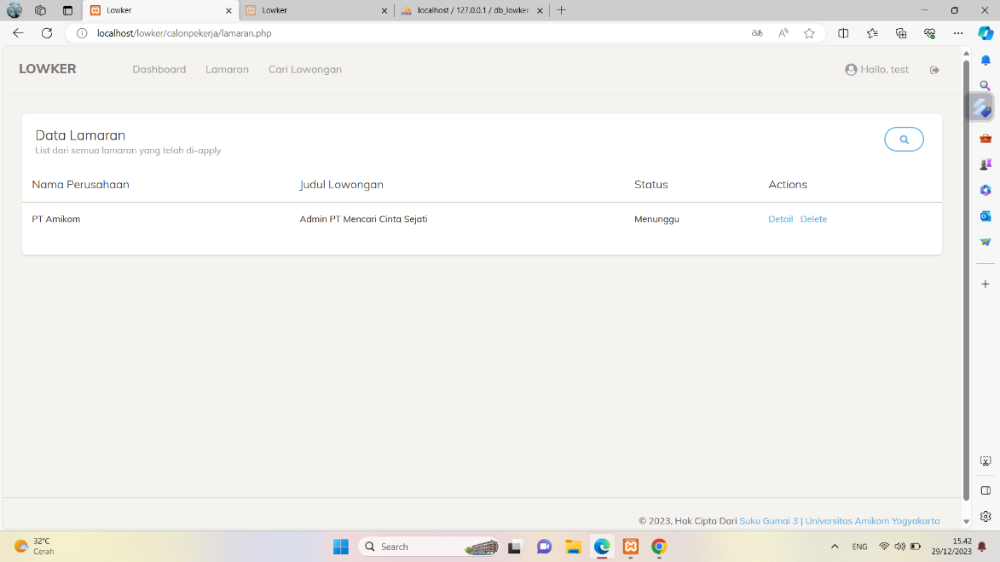 Lowker
Lowker
localhost / 127.0.0.1 / db_lowker
localhost/lowker/calonpekerja/lamaran.php
LOWKER
Dashboard
Lamaran
Cari Lowongan
Hallo, test
Data Lamaran
List dari semua lamaran yang telah di-apply
Nama Perusahaan Judul Lowongan Status Actions
PT Amikom Admin PT Mencari Cinta Sejati Menunggu Detail Delete
© 2023, Hak Cipta Dari Suku Gumai 3 | Universitas Amikom Yogyakarta
32°C
Cerah
Search
ENG
15.42
29/12/2023